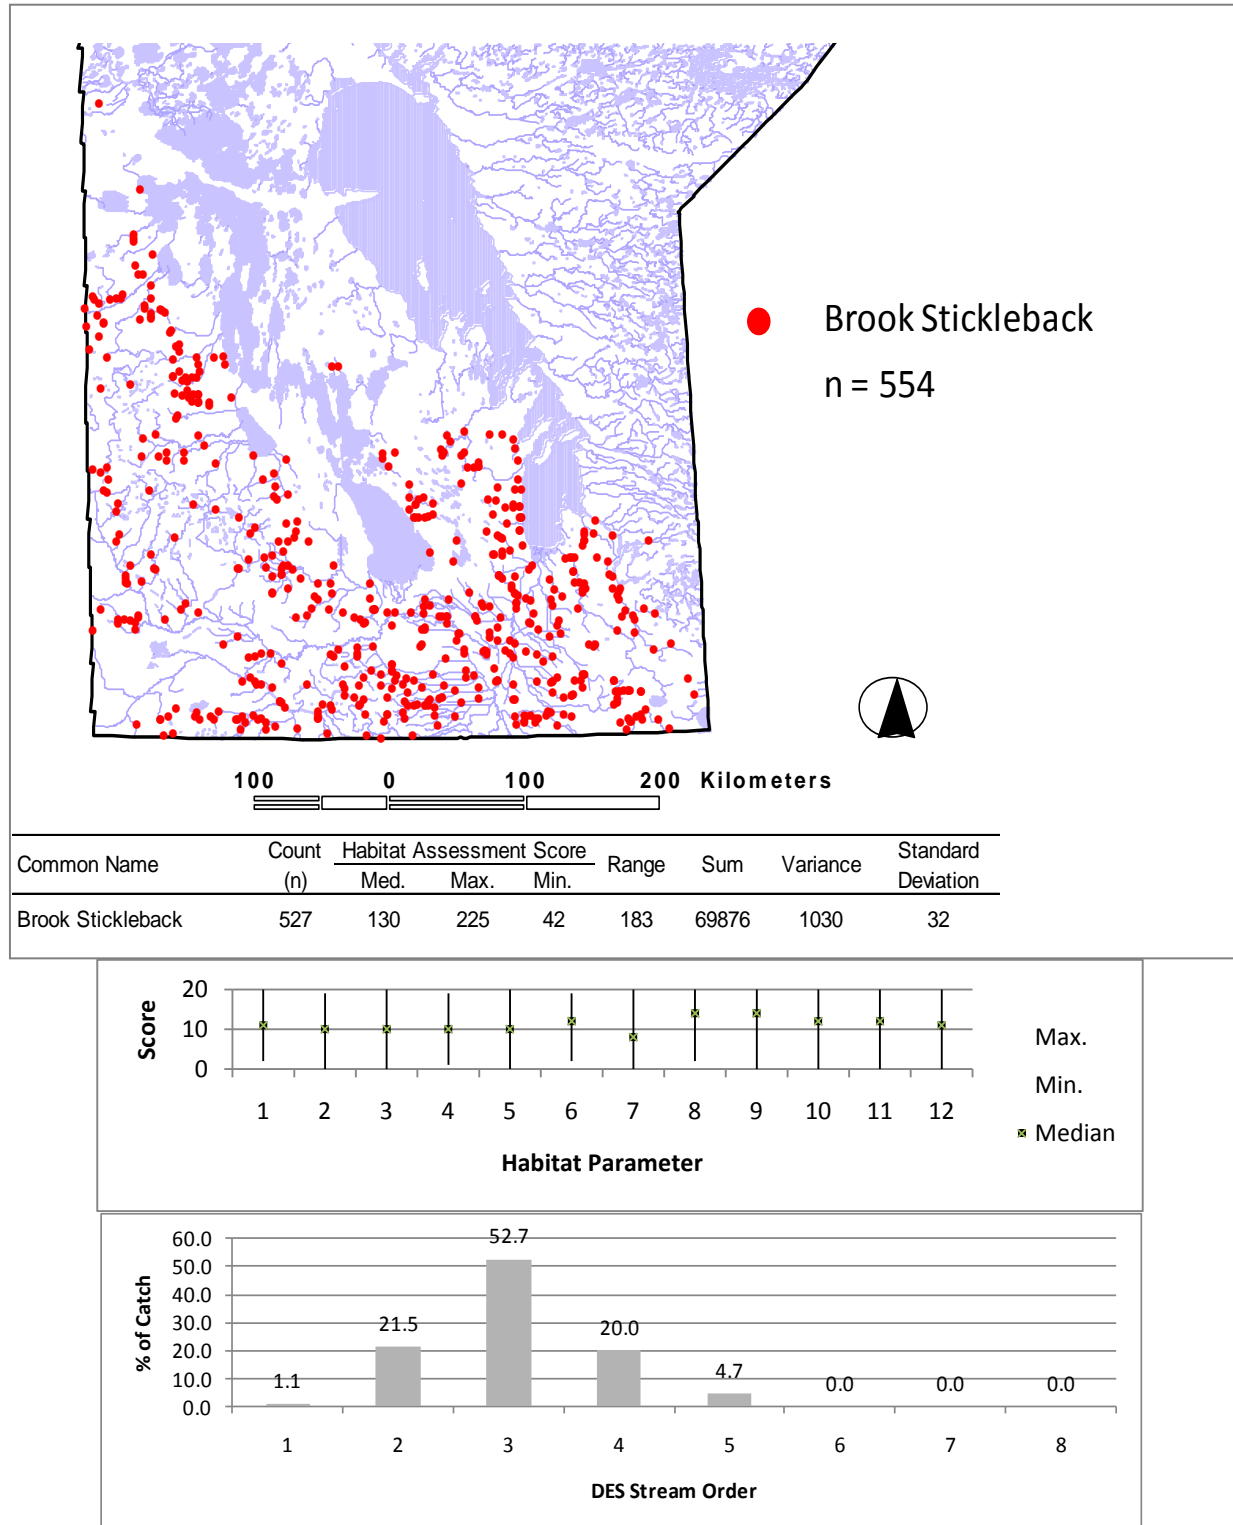 Brook Stickleback
n = 554
100 0 100 200 Kilometers
Common Name Count (n) Habitat Assessment Score Med. Max. Min. Range Sum Variance Standard Deviation
Brook Stickleback 527 130 225 42 183 69876 1030 32
Score
20
10
0
1 2 3 4 5 6 7 8 9 10 11 12
Habitat Parameter
Max.
Min.
Median
% of Catch
60.0
50.0
40.0
30.0
20.0
10.0
0.0
1.1 21.5 52.7 20.0 4.7 0.0 0.0 0.0
1 2 3 4 5 6 7 8
DES Stream Order